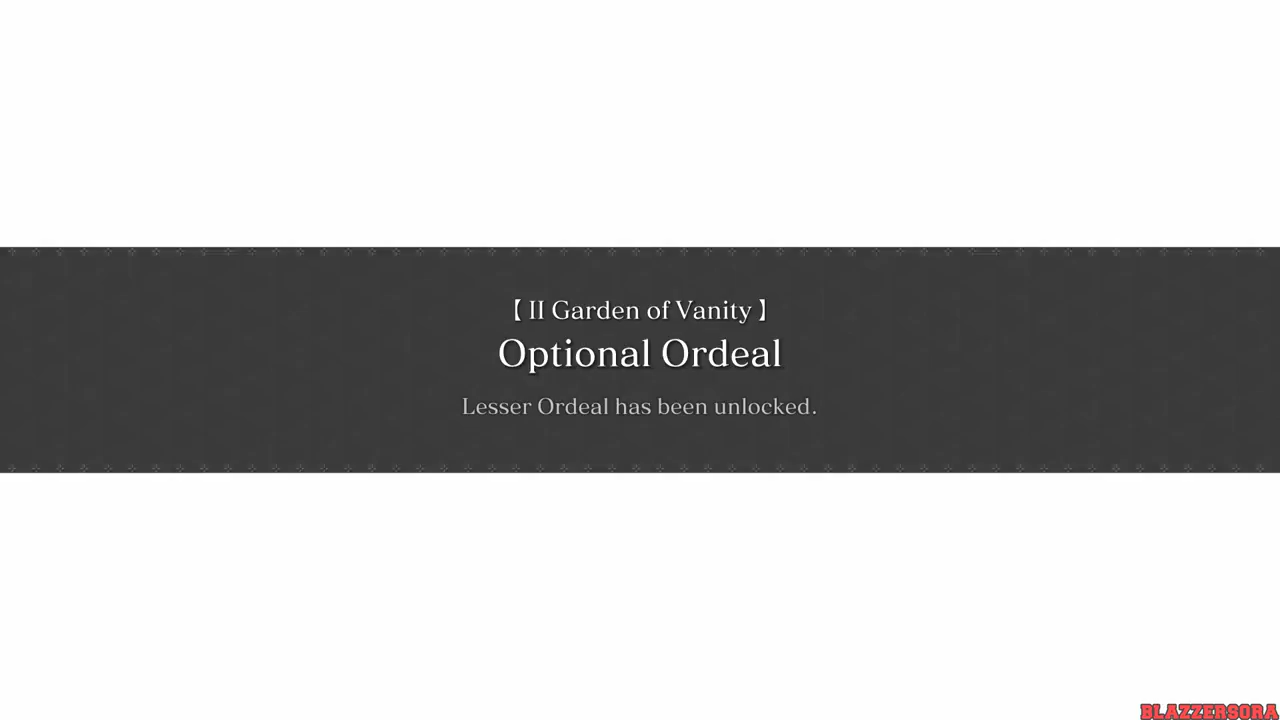 【 II Garden of Vanity 】
Optional Ordeal
Lesser Ordeal has been unlocked.
BLAZZERSORA